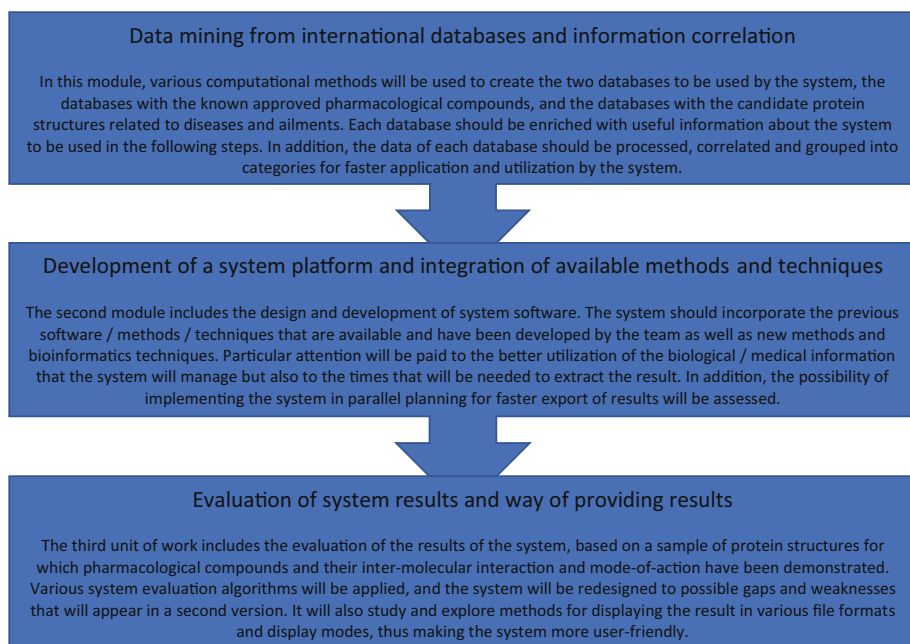 Data mining from international databases and information correlation
In this module, various computational methods will be used to create the two databases to be used by the system, the
databases with the known approved pharmacological compounds, and the databases with the candidate protein
structures related to diseases and ailments. Each database should be enriched with useful information about the system
to be used in the following steps. In addition, the data of each database should be processed, correlated and grouped into
categories for faster application and utilization by the system.
Development of a system platform and integration of available methods and techniques
The second module includes the design and development of system software. The system should incorporate the previous
software / methods / techniques that are available and have been developed by the team as well as new methods and
bioinformatics techniques. Particular attention will be paid to the better utilization of the biological / medical information
that the system will manage but also to the times that will be needed to extract the result. In addition, the possibility of
implementing the system in parallel planning for faster export of results will be assessed.
Evaluation of system results and way of providing results
The third unit of work includes the evaluation of the results of the system, based on a sample of protein structures for
which pharmacological compounds and their inter-molecular interaction and mode-of-action have been demonstrated.
Various system evaluation algorithms will be applied, and the system will be redesigned to possible gaps and weaknesses
that will appear in a second version. It will also study and explore methods for displaying the result in various file formats
and display modes, thus making the system more user-friendly.